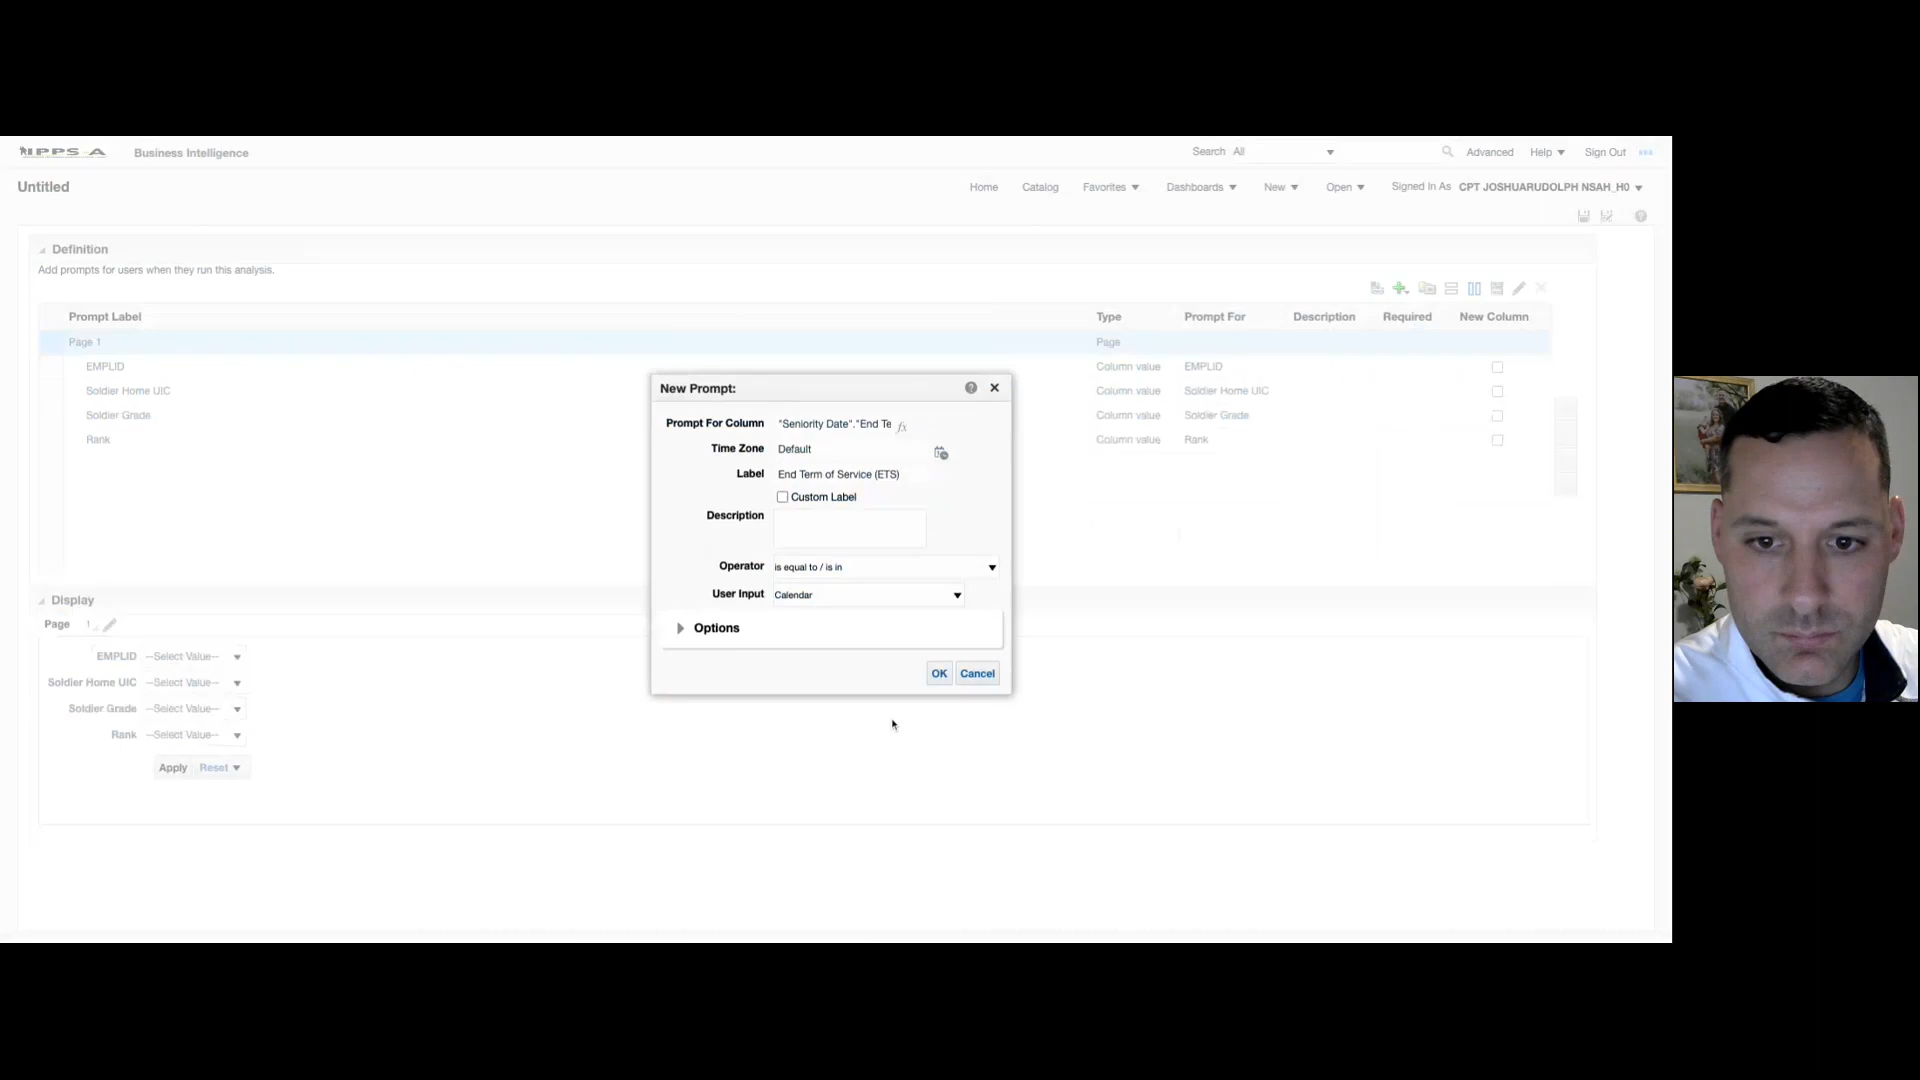 IPPS-A Business Intelligence Search All Advanced Help Sign Out
Untitled Home Catalog Favorites Dashboards New Open Signed In As CPT JOSHUARUDOLPH NSAH_H0
Definition
Add prompts for users when they run this analysis.
Prompt Label Type Prompt For Description Required New Column
Page 1 Page
EMPLID Column value EMPLID
Soldier Home UIC Column value Soldier Home UIC
Soldier Grade Column value Soldier Grade
Rank Column value Rank
New Prompt:
Prompt For Column "Seniority Date"."End Te fx
Time Zone Default
Label End Term of Service (ETS)
Custom Label
Description
Operator is equal to / is in
User Input Calendar
Options
OK Cancel
Display
Page 1
EMPLID --Select Value--
Soldier Home UIC --Select Value--
Soldier Grade --Select Value--
Rank --Select Value--
Apply Reset